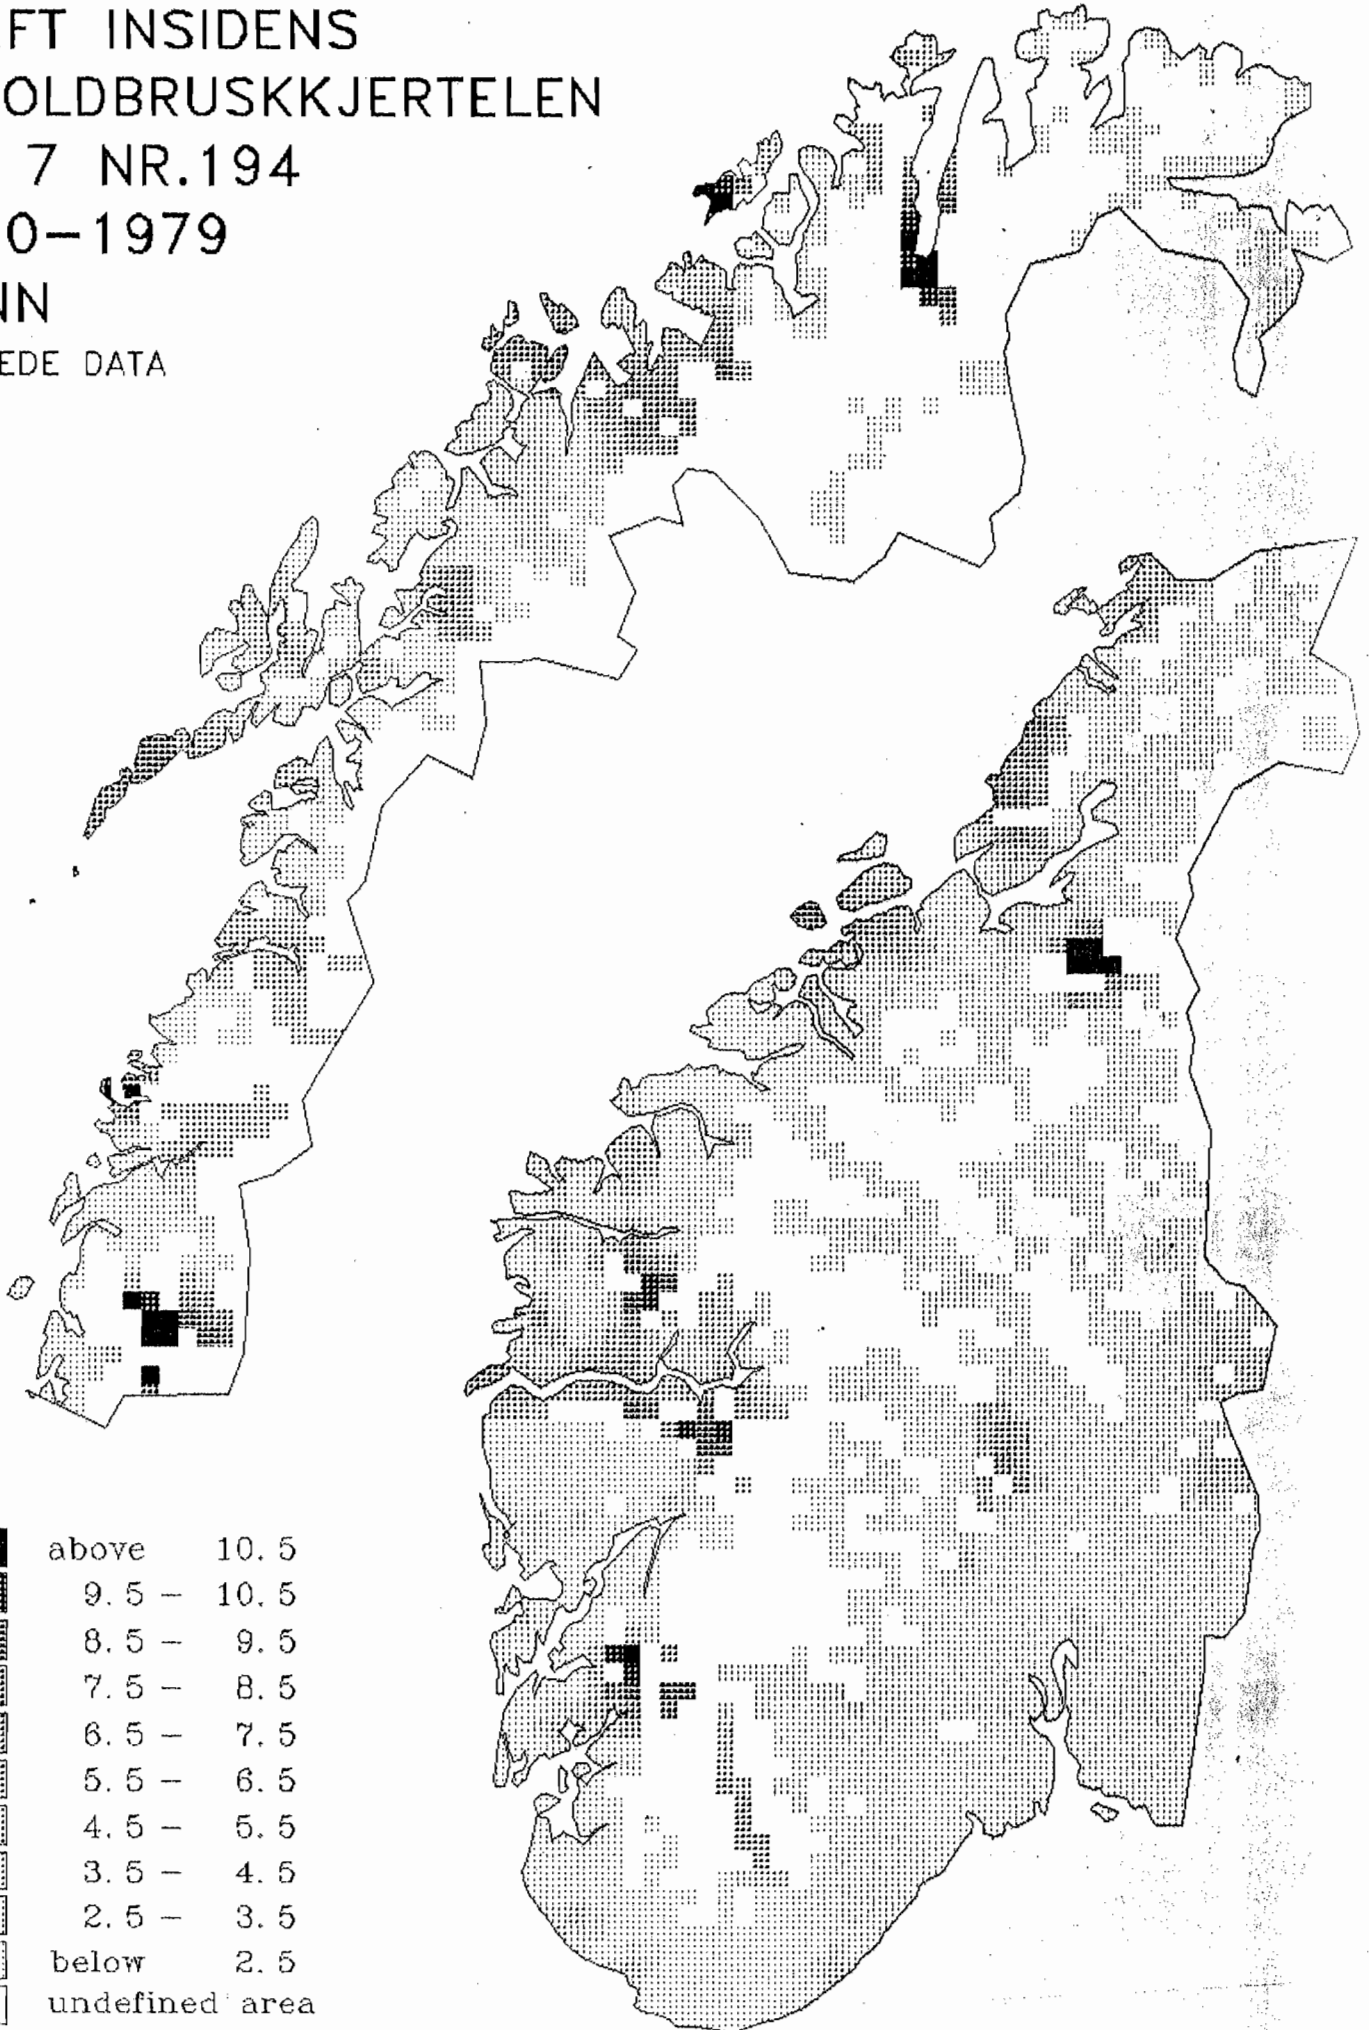 FT INSIDENS
OLDBRUSKKJERTELEN
7 NR.194
0-1979
NN
EDE DATA
above 10.5
9.5 - 10.5
8.5 - 9.5
7.5 - 8.5
6.5 - 7.5
5.5 - 6.5
4.5 - 5.5
3.5 - 4.5
2.5 - 3.5
below 2.5
undefined area